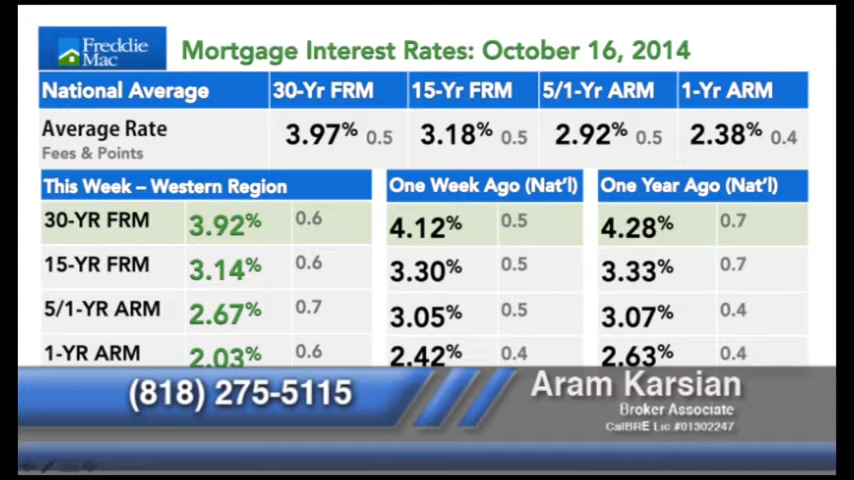 Freddie
Mac
Mortgage Interest Rates: October 16, 2014
National Average 30-Yr FRM 15-Yr FRM 5/1-Yr ARM 1-Yr ARM
Average Rate 3.97% 0.5 3.18% 0.5 2.92% 0.5 2.38% 0.4
Fees & Points
This Week – Western Region One Week Ago (Nat'l) One Year Ago (Nat'l)
30-YR FRM 3.92% 0.6 4.12% 0.5 4.28% 0.7
15-YR FRM 3.14% 0.6 3.30% 0.5 3.33% 0.7
5/1-YR ARM 2.67% 0.7 3.05% 0.5 3.07% 0.4
1-YR ARM 2.03% 0.6 2.42% 0.4 2.63% 0.4
(818) 275-5115
Aram Karsian
Broker Associate
CalBRE Lic #01302247